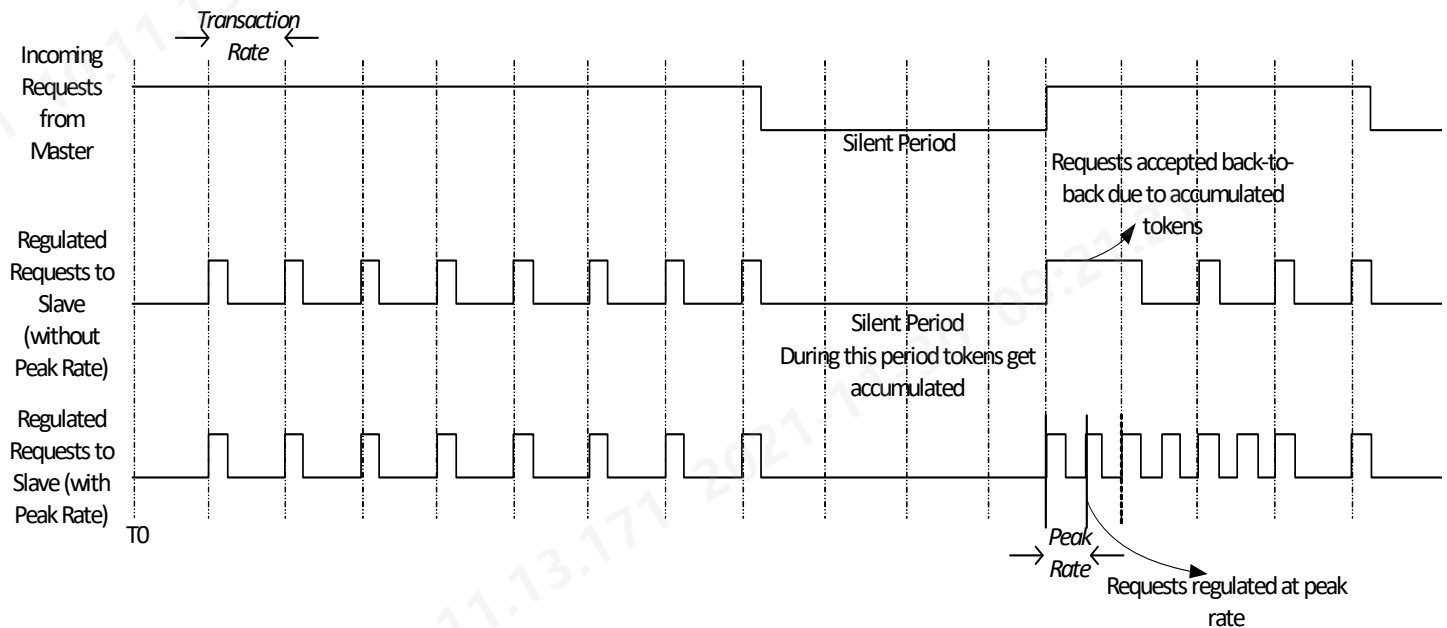 Transaction
Rate
Incoming
Requests
from
Master
Silent Period
Requests accepted back-to-
back due to accumulated
tokens
Regulated
Requests to
Slave
(without
Peak Rate)
Silent Period
During this period tokens get
accumulated
Regulated
Requests to
Slave (with
Peak Rate)
T0
Peak
Rate
Requests regulated at peak
rate